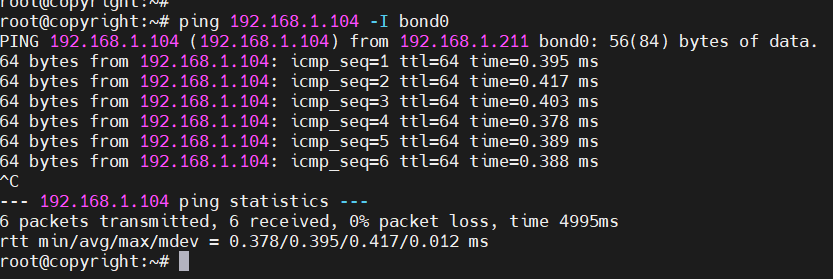 root@copyright:~#
root@copyright:~# ping 192.168.1.104 -I bond0
PING 192.168.1.104 (192.168.1.104) from 192.168.1.211 bond0: 56(84) bytes of data.
64 bytes from 192.168.1.104: icmp_seq=1 ttl=64 time=0.395 ms
64 bytes from 192.168.1.104: icmp_seq=2 ttl=64 time=0.417 ms
64 bytes from 192.168.1.104: icmp_seq=3 ttl=64 time=0.403 ms
64 bytes from 192.168.1.104: icmp_seq=4 ttl=64 time=0.378 ms
64 bytes from 192.168.1.104: icmp_seq=5 ttl=64 time=0.389 ms
64 bytes from 192.168.1.104: icmp_seq=6 ttl=64 time=0.388 ms
^C
--- 192.168.1.104 ping statistics ---
6 packets transmitted, 6 received, 0% packet loss, time 4995ms
rtt min/avg/max/mdev = 0.378/0.395/0.417/0.012 ms
root@copyright:~#